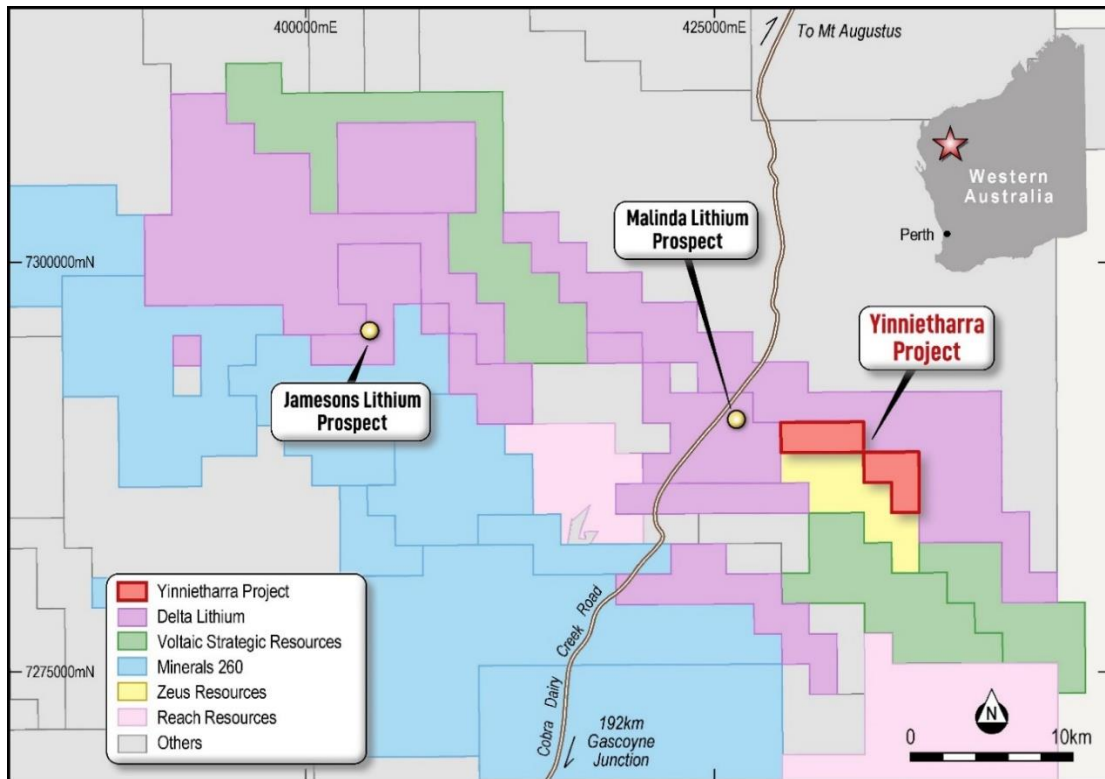 400000mE
425000mE
To Mt Augustus
Western
Australia
Perth
Malinda Lithium
Prospect
7300000mN
Yinnietharra
Project
Jamesons Lithium
Prospect
Yinnietharra Project
Delta Lithium
Voltaic Strategic Resources
Minerals 260
Zeus Resources
Reach Resources
Others
7275000mN
Cobra Dairy Creek Road
192km
Gascoyne
Junction
N
0 10km